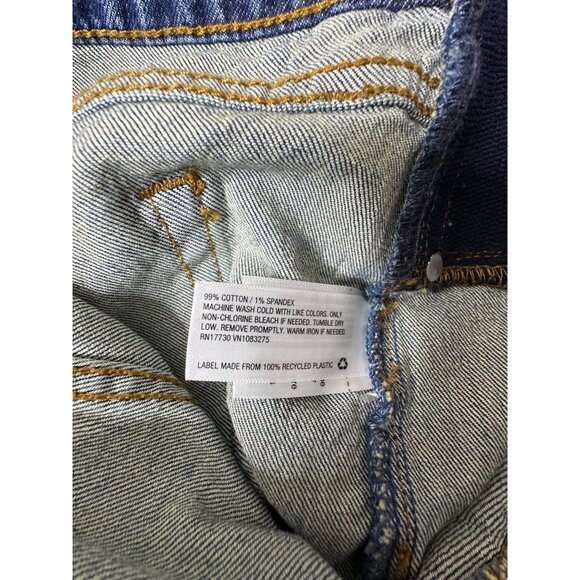 99% COTTON / 1% SPANDEX
MACHINE WASH COLD WITH LIKE COLORS. ONLY
NON-CHLORINE BLEACH IF NEEDED. TUMBLE DRY
LOW. REMOVE PROMPTLY. WARM IRON IF NEEDED.
RN17730 VN1083275
LABEL MADE FROM 100% RECYCLED PLASTIC